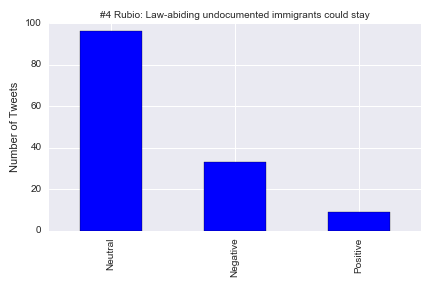 #4 Rubio: Law-abiding undocumented immigrants could stay
100
80
60
40
20
0
Number of Tweets
Neutral
Negative
Positive